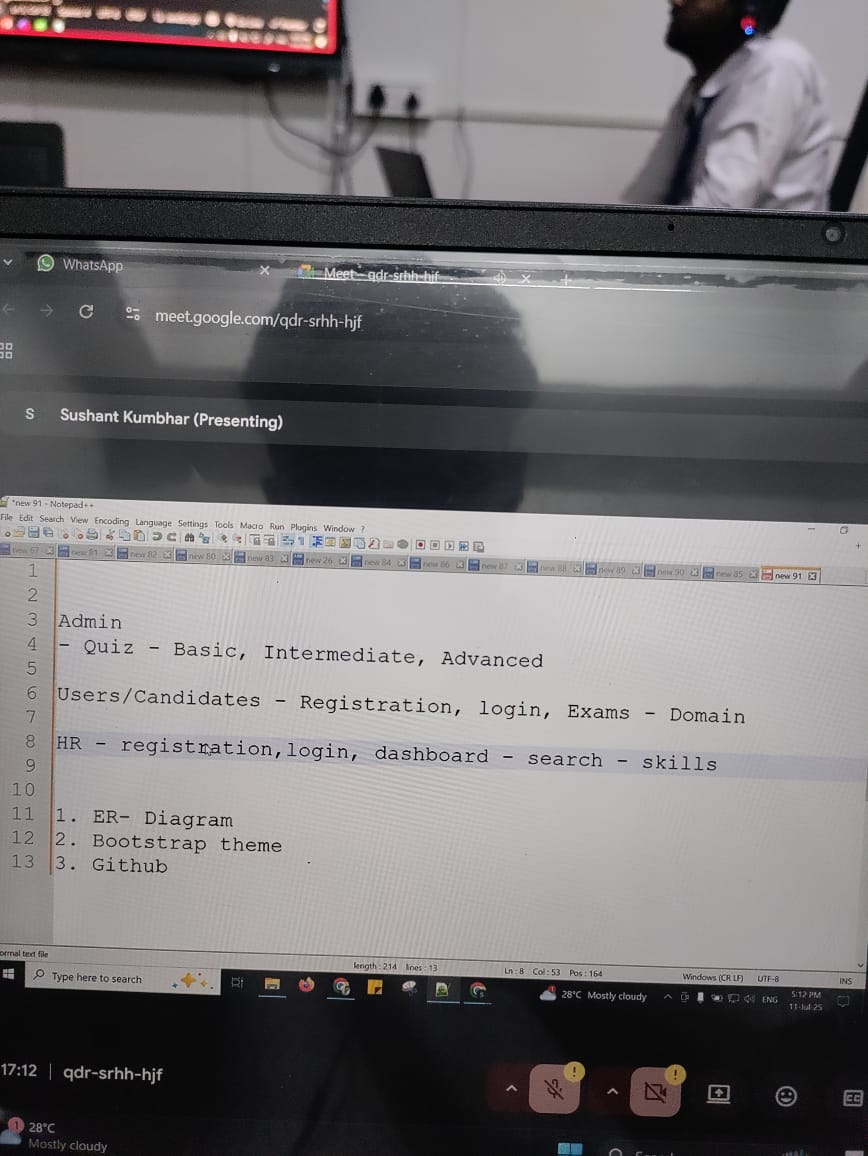 WhatsApp
Meet - qdr-srhh-hjf
meet.google.com/qdr-srhh-hjf
S Sushant Kumbhar (Presenting)
*new 91 - Notepad++
File Edit Search View Encoding Language Settings Tools Macro Run Plugins Window ?
new 67 new 81 new 82 new 80 new 83 new 26 new 84 new 86 new 87 new 88 new 89 new 90 new 85 new 91
1
2
3 Admin
4 - Quiz - Basic, Intermediate, Advanced
5
6 Users/Candidates - Registration, login, Exams - Domain
7
8 HR - registration,login, dashboard - search - skills
9
10
11 1. ER- Diagram
12 2. Bootstrap theme
13 3. Github
ormal text file length : 214 lines : 13 Ln : 8 Col : 53 Pos : 164 Windows (CR LF) UTF-8 INS
Type here to search 28°C Mostly cloudy ENG 5:12 PM
11-Jul-25
17:12 | qdr-srhh-hjf
CC
1 28°C
Mostly cloudy